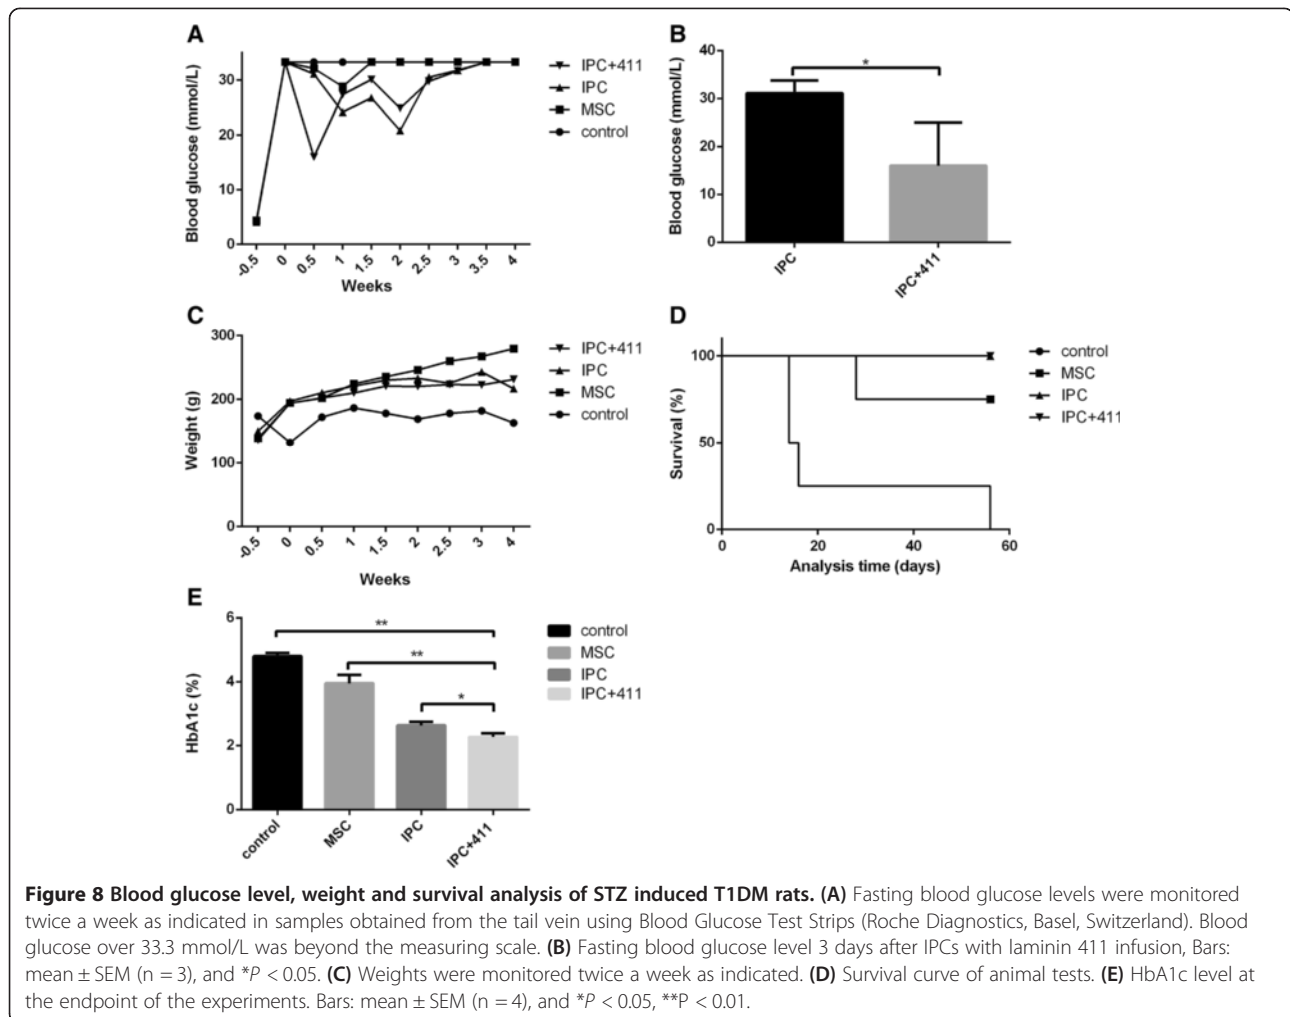 A
Blood glucose (mmol/L)
30
20
10
0
-0.5
0
0.5
1
1.5
2
2.5
3
3.5
4
Weeks
IPC+411
IPC
MSC
control
B
Blood glucose (mmol/L)
40
30
20
10
0
*
IPC
IPC+411
C
Weight (g)
300
200
100
0
-0.5
0
0.5
1
1.5
2
2.5
3
4
Weeks
IPC+411
IPC
MSC
control
D
Survival (%)
100
50
0
0
20
40
60
Analysis time (days)
control
MSC
IPC
IPC+411
E
HbA1c (%)
6
4
2
0
**
**
*
control
MSC
IPC
IPC+411
control
MSC
IPC
IPC+411
Figure 8 Blood glucose level, weight and survival analysis of STZ induced T1DM rats. (A) Fasting blood glucose levels were monitored
twice a week as indicated in samples obtained from the tail vein using Blood Glucose Test Strips (Roche Diagnostics, Basel, Switzerland). Blood
glucose over 33.3 mmol/L was beyond the measuring scale. (B) Fasting blood glucose level 3 days after IPCs with laminin 411 infusion, Bars:
mean ± SEM (n = 3), and *P < 0.05. (C) Weights were monitored twice a week as indicated. (D) Survival curve of animal tests. (E) HbA1c level at
the endpoint of the experiments. Bars: mean ± SEM (n = 4), and *P < 0.05, **P < 0.01.